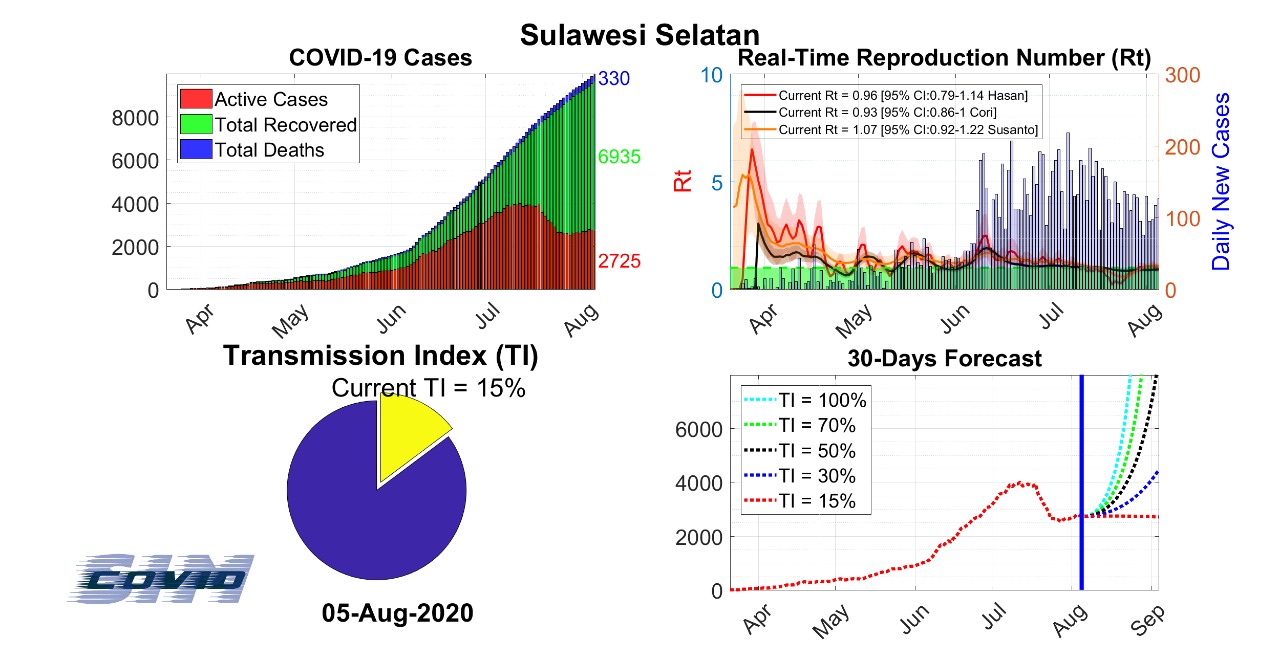 Sulawesi Selatan
COVID-19 Cases
330
Active Cases
Total Recovered
Total Deaths
8000
6000
4000
2000
0
6935
2725
Apr
May
Jun
Jul
Aug
Real-Time Reproduction Number (Rt)
10
5
0
Rt
Current Rt = 0.96 [95% CI:0.79-1.14 Hasan]
Current Rt = 0.93 [95% CI:0.86-1 Cori]
Current Rt = 1.07 [95% CI:0.92-1.22 Susanto]
300
200
100
0
Daily New Cases
Apr
May
Jun
Jul
Aug
Transmission Index (TI)
Current TI = 15%
SIN
COVID
05-Aug-2020
30-Days Forecast
TI = 100%
TI = 70%
TI = 50%
TI = 30%
TI = 15%
6000
4000
2000
0
Apr
May
Jun
Jul
Aug
Sep